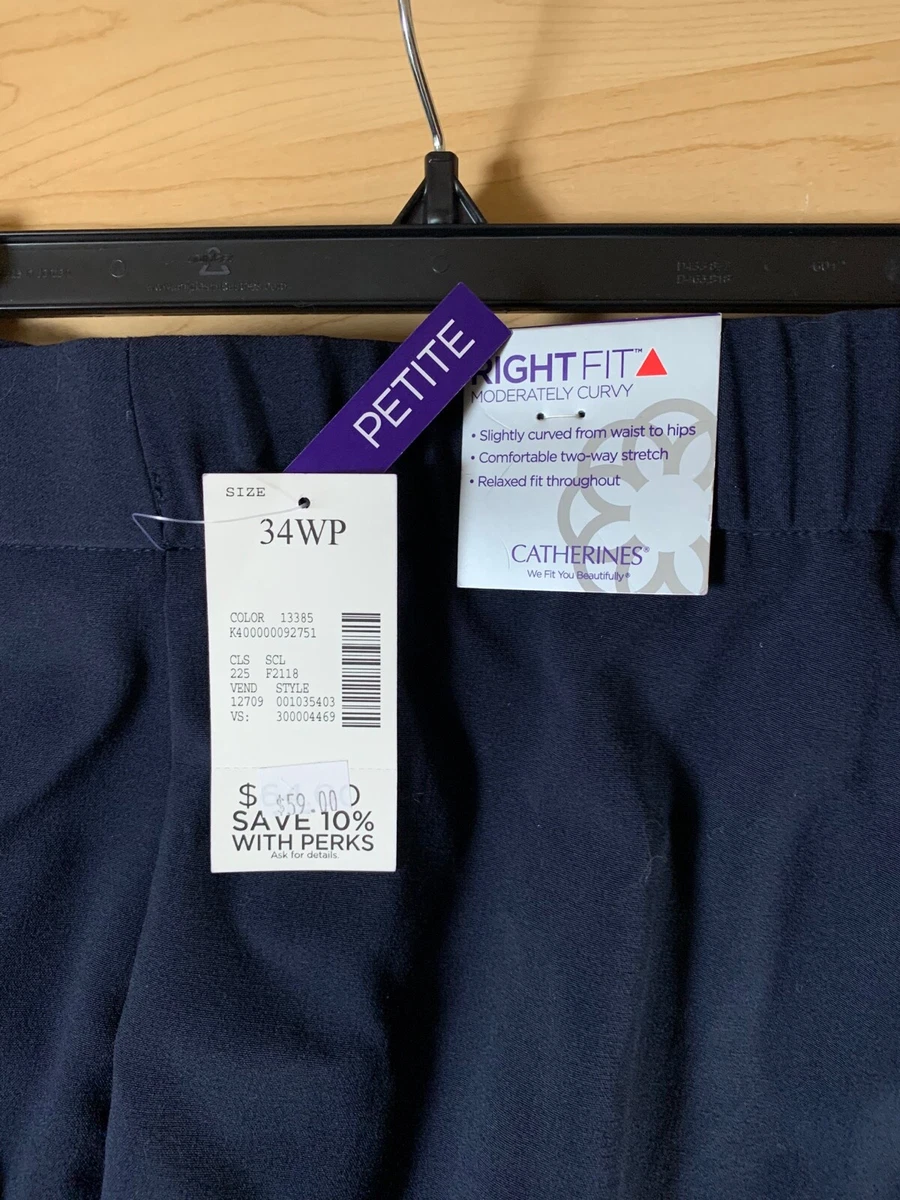 PETITE
RIGHT FIT™
MODERATELY CURVY
• Slightly curved from waist to hips
• Comfortable two-way stretch
• Relaxed fit throughout
CATHERINES®
We Fit You Beautifully®
SIZE
34WP
COLOR 13385
K400000092751
CLS SCL
225 F2118
VEND STYLE
12709 001035403
VS: 300004469
$59.00
SAVE 10%
WITH PERKS
Ask for details.